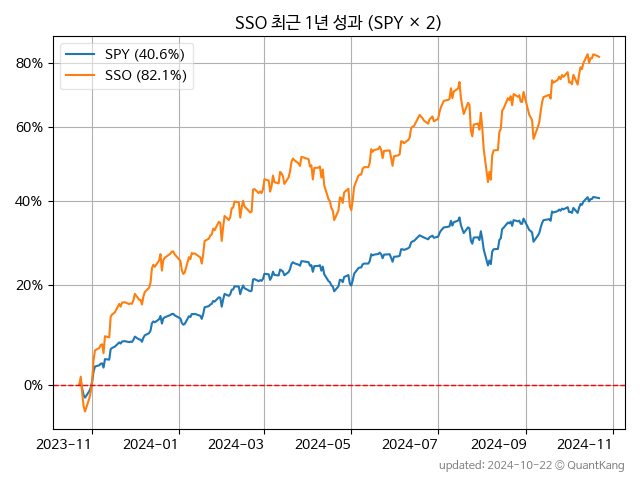 SSO 최근 1년 성과 (SPY × 2)
SPY (40.6%)
SSO (82.1%)
80%
60%
40%
20%
0%
2023-11 2024-01 2024-03 2024-05 2024-07 2024-09 2024-11
updated: 2024-10-22 © QuantKang